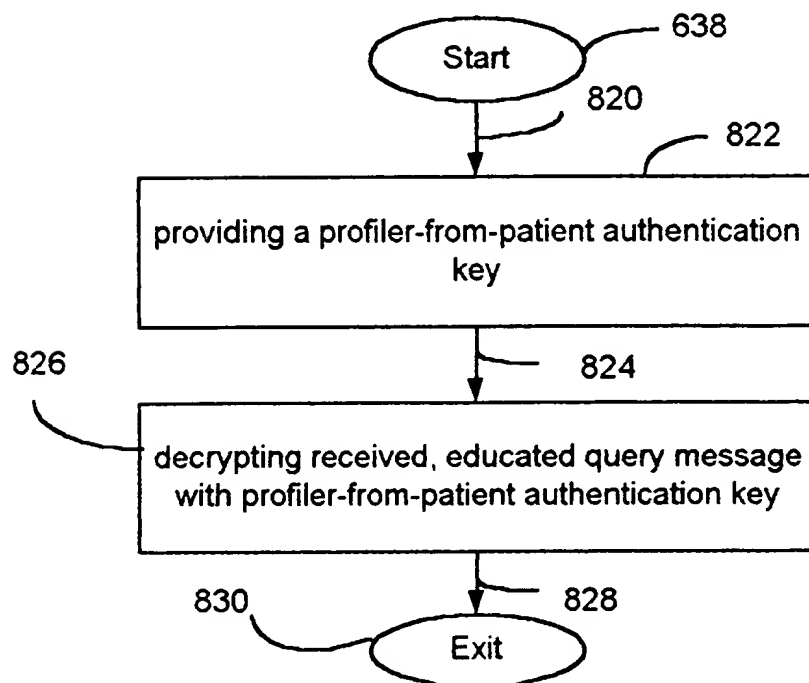 Start
638
820
822
providing a profiler-from-patient authentication
key
824
826
decrypting received, educated query message
with profiler-from-patient authentication key
828
830
Exit